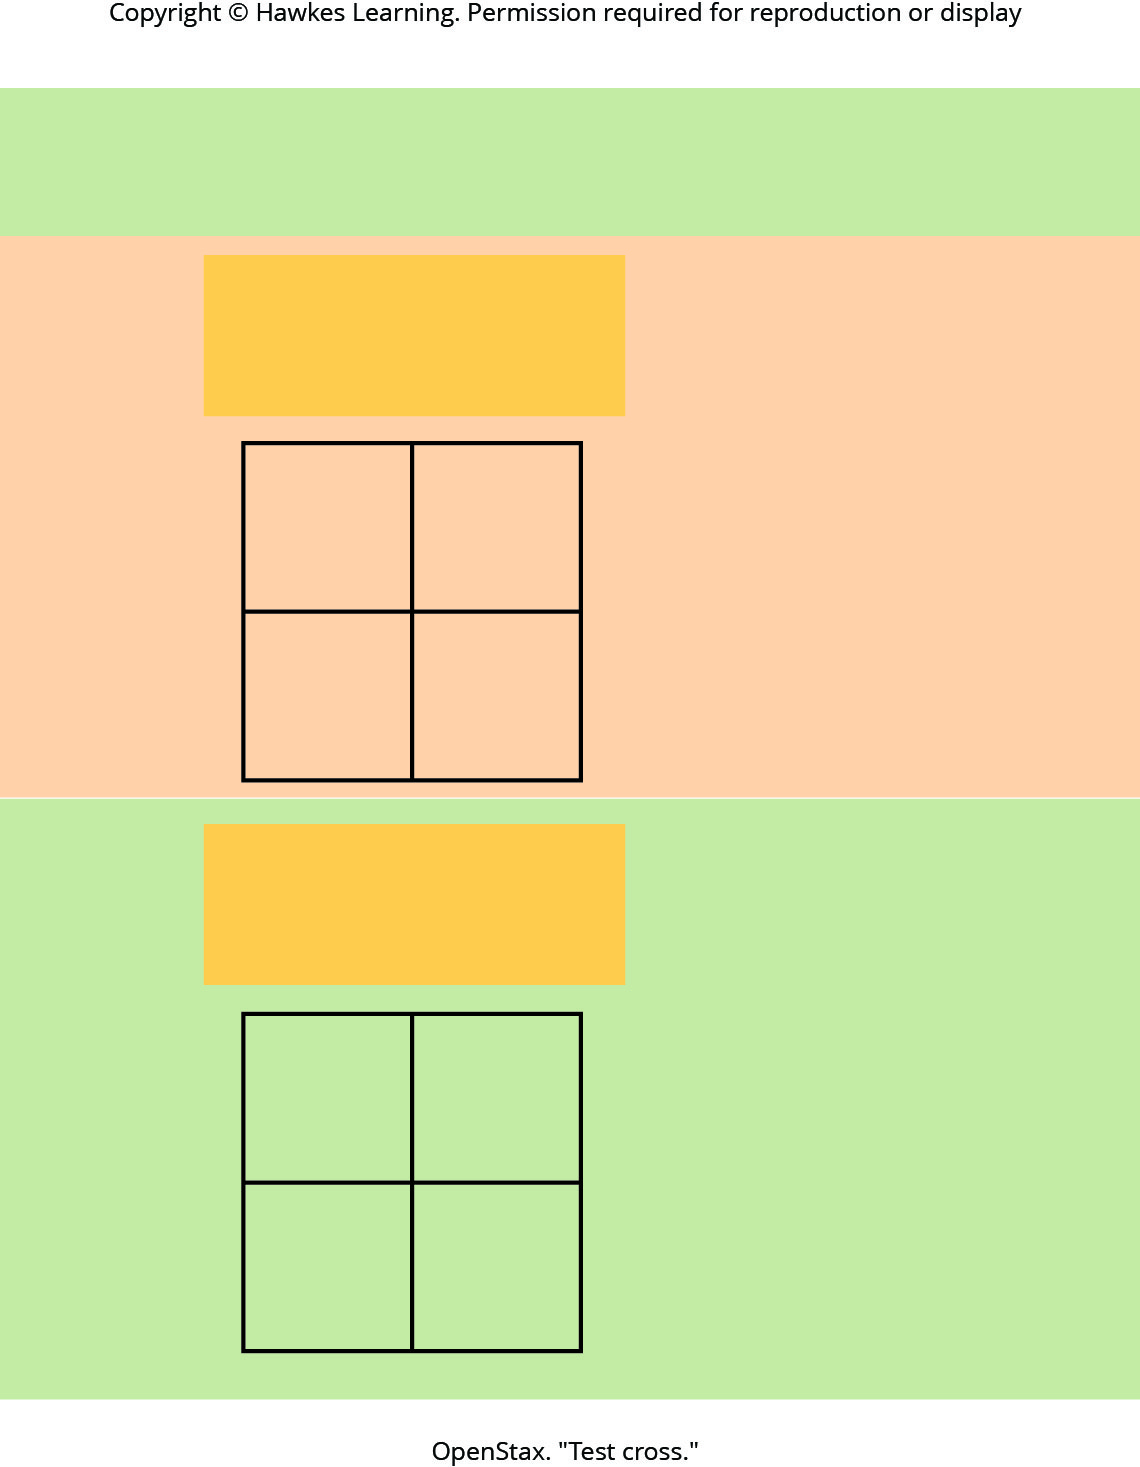 Copyright © Hawkes Learning. Permission required for reproduction or display
OpenStax. "Test cross."